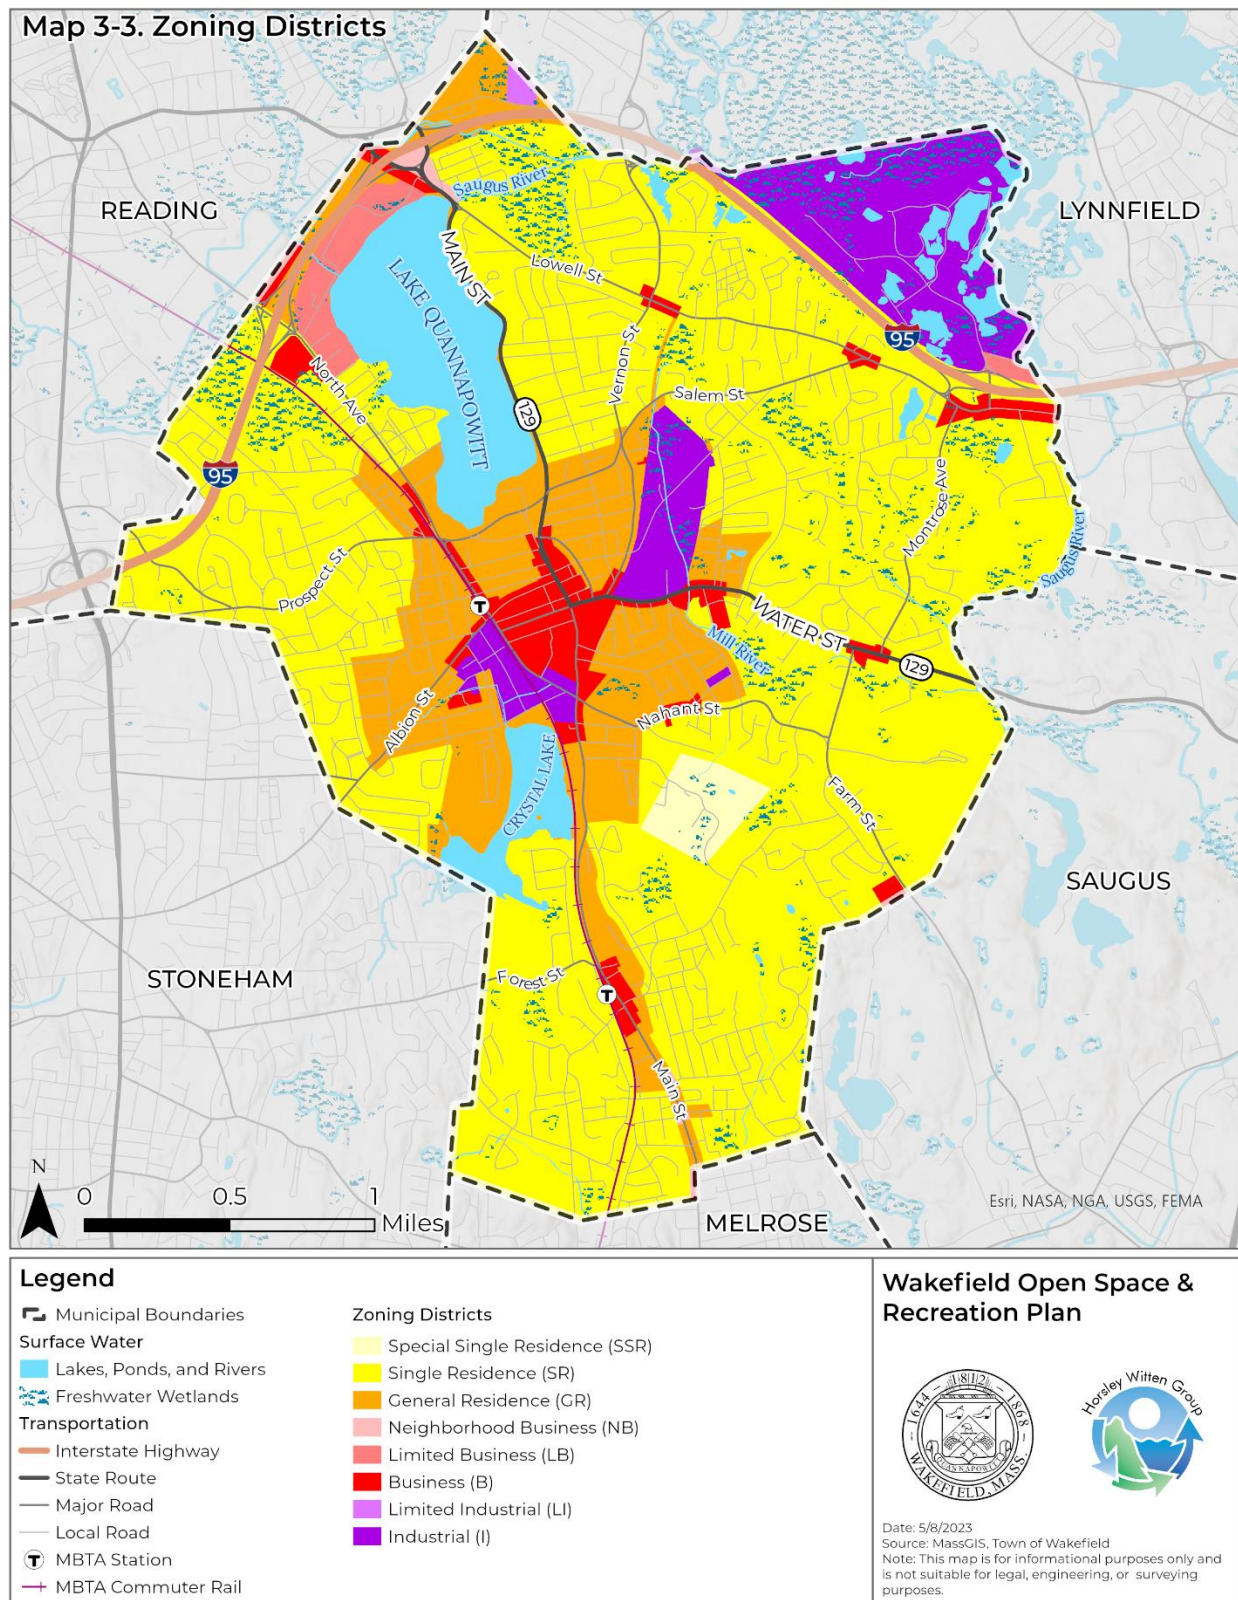 Map 3-3. Zoning Districts
READING
LYNNFIELD
Saugus River
MAIN ST
Lowell St
LAKE QUANNAPOWITT
95
Vernon St
North Ave
Salem St
129
95
Montrose Ave
Saugus River
Prospect St
T
WATER ST
Mill River
129
Albion St
Nahant St
CRYSTAL LAKE
Farm St
SAUGUS
STONEHAM
Forest St
T
Main St
N
0 0.5 1
Miles
MELROSE
Esri, NASA, NGA, USGS, FEMA
Legend
Municipal Boundaries
Surface Water
Lakes, Ponds, and Rivers
Freshwater Wetlands
Transportation
Interstate Highway
State Route
Major Road
Local Road
T MBTA Station
MBTA Commuter Rail
Zoning Districts
Special Single Residence (SSR)
Single Residence (SR)
General Residence (GR)
Neighborhood Business (NB)
Limited Business (LB)
Business (B)
Limited Industrial (LI)
Industrial (I)
Wakefield Open Space &
Recreation Plan
1644 – 1812 – 1868
QUANNAPOWITT
WAKEFIELD, MASS.
Horsley Witten Group
Date: 5/8/2023
Source: MassGIS, Town of Wakefield
Note: This map is for informational purposes only and
is not suitable for legal, engineering, or surveying
purposes.